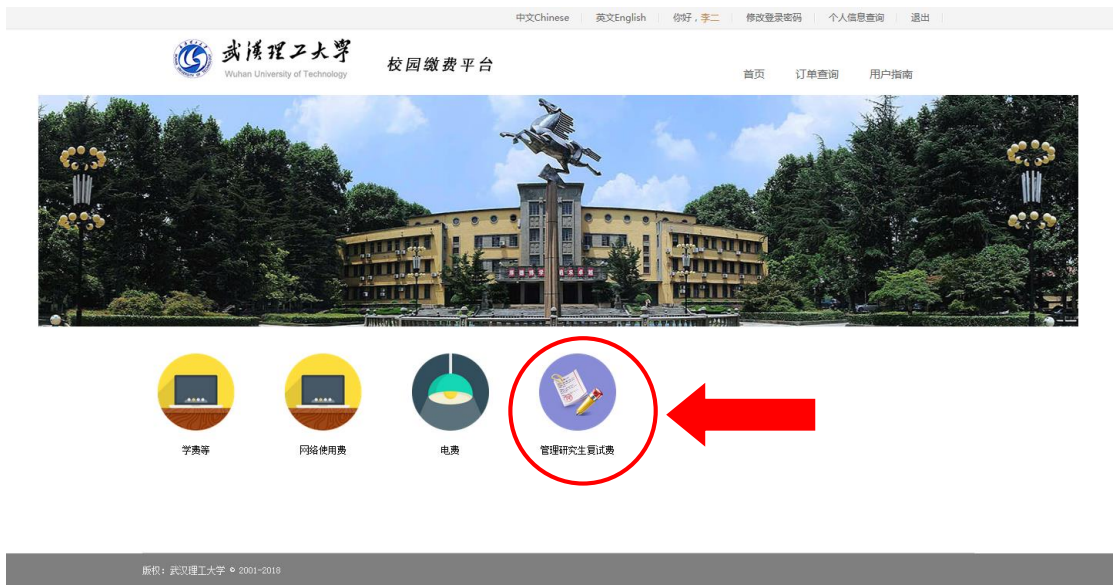 中文Chinese 英文English 你好，李二 修改登录密码 个人信息查询 退出
武汉理工大学
Wuhan University of Technology
校园缴费平台
首页 订单查询 用户指南
学费等 网络使用费 电费 管理研究生复试费
版权：武汉理工大学 © 2001-2018